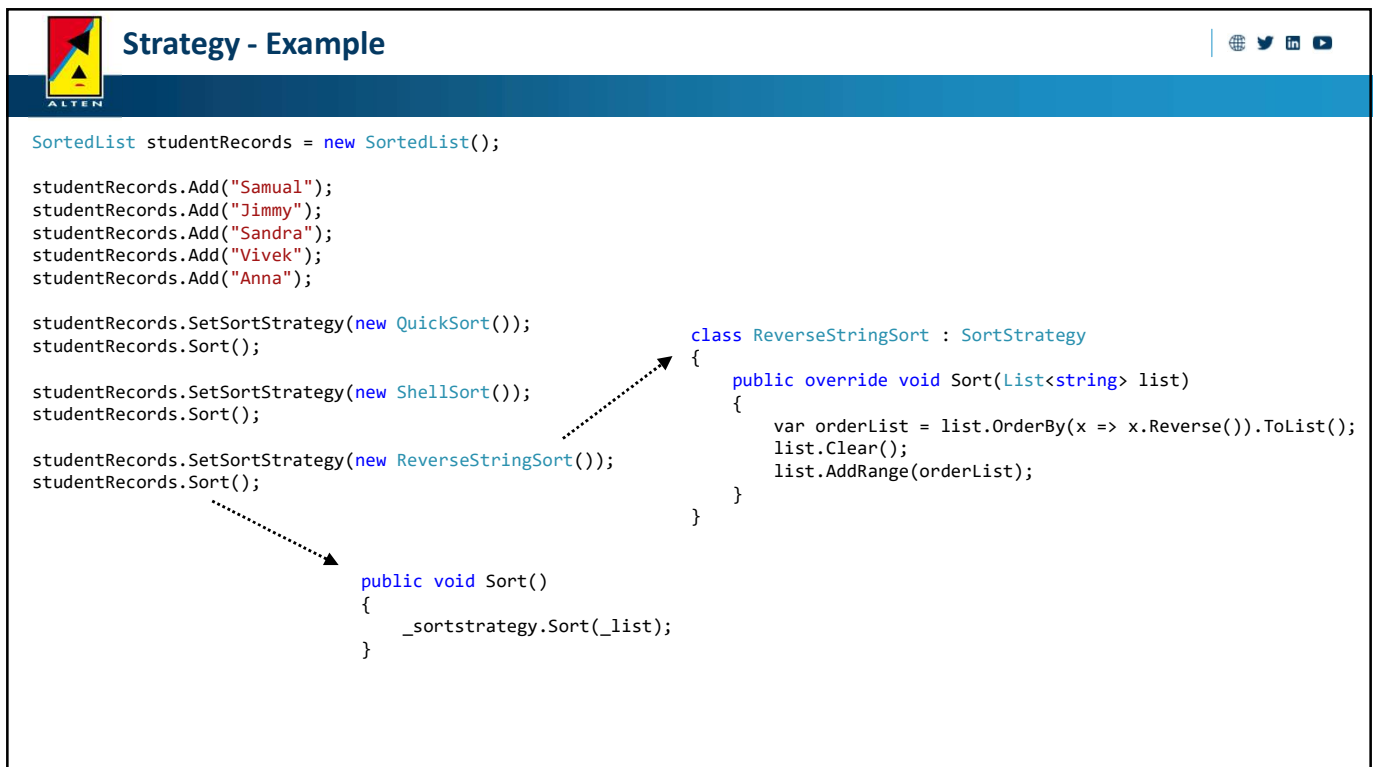 Strategy - Example
ALTEN
SortedList studentRecords = new SortedList();
studentRecords.Add("Samual");
studentRecords.Add("Jimmy");
studentRecords.Add("Sandra");
studentRecords.Add("Vivek");
studentRecords.Add("Anna");
studentRecords.SetSortStrategy(new QuickSort());
studentRecords.Sort();
studentRecords.SetSortStrategy(new ShellSort());
studentRecords.Sort();
studentRecords.SetSortStrategy(new ReverseStringSort());
studentRecords.Sort();
class ReverseStringSort : SortStrategy
{
public override void Sort(List<string> list)
{
var orderList = list.OrderBy(x => x.Reverse()).ToList();
list.Clear();
list.AddRange(orderList);
}
}
public void Sort()
{
_sortstrategy.Sort(_list);
}